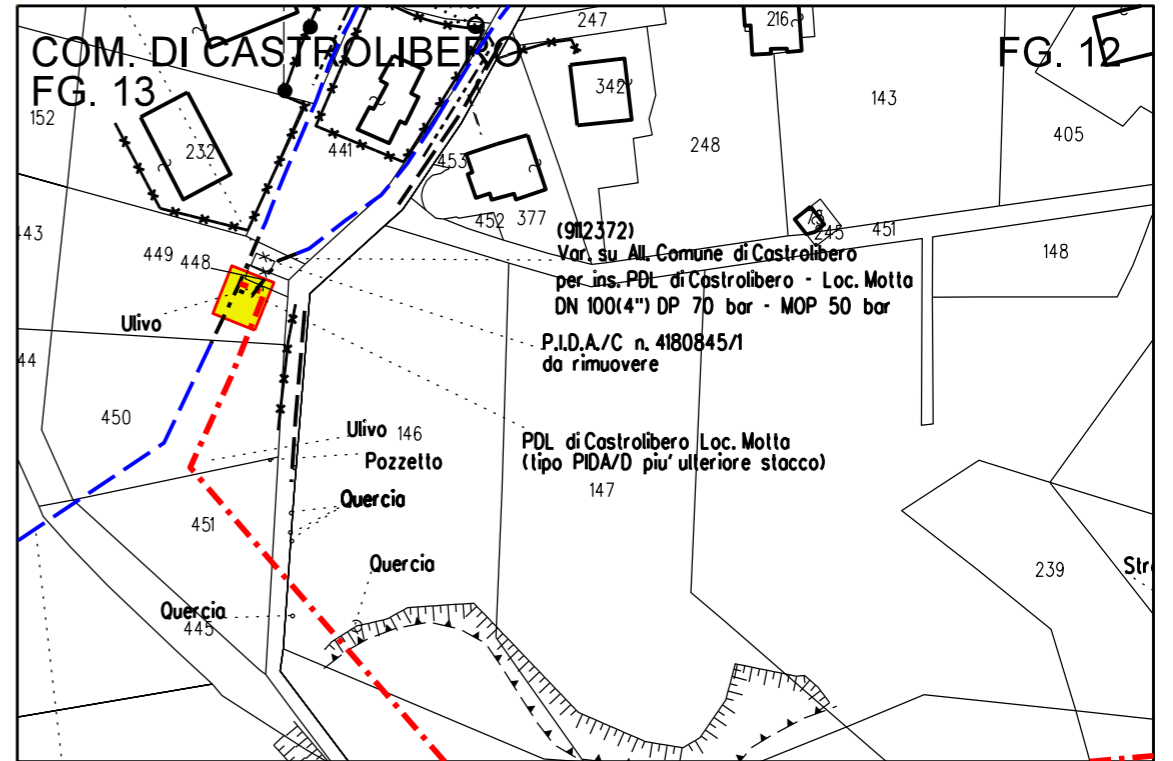 247
216
COM. DI CASTROLIBERO
FG. 12
FG. 13
342
143
152
405
232
441
453
248
452
377
(9112372)
245
451
443
449
448
Var. su All. Comune di Castrolibero
148
per ins. PDL di Castrolibero - Loc. Motta
DN 100(4") DP 70 bar - MOP 50 bar
Ulivo
P.I.D.A./C n. 4180845/1
da rimuovere
44
450
Ulivo
146
PDL di Castrolibero Loc. Motta
Pozzetto
(tipo PIDA/D piu' ulteriore stacco)
147
Quercia
451
Quercia
239
Str
Quercia
445